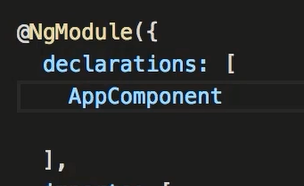 @NgModule({
declarations: [
AppComponent
],